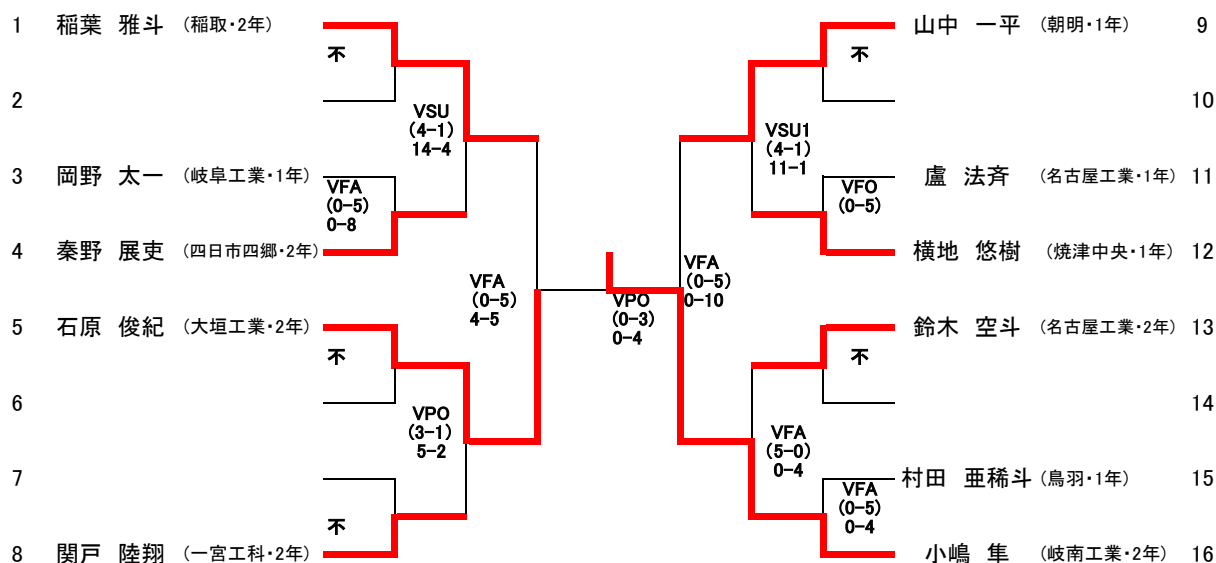 1 稲葉 雅斗 (稲取・2年)
不
2
VSU
(4-1)
14-4
3 岡野 太一 (岐阜工業・1年)
VFA
(0-5)
0-8
4 秦野 展吏 (四日市四郷・2年)
VFA
(0-5)
4-5
5 石原 俊紀 (大垣工業・2年)
不
6
VPO
(3-1)
5-2
7
不
8 関戸 陸翔 (一宮工科・2年)
VPO
(0-3)
0-4
山中 一平 (朝明・1年) 9
不
10
VSU1
(4-1)
11-1
盧 法斉 (名古屋工業・1年) 11
VFO
(0-5)
横地 悠樹 (焼津中央・1年) 12
VFA
(0-5)
0-10
鈴木 空斗 (名古屋工業・2年) 13
不
14
VFA
(5-0)
0-4
村田 亜稀斗 (鳥羽・1年) 15
VFA
(0-5)
0-4
小嶋 隼 (岐南工業・2年) 16